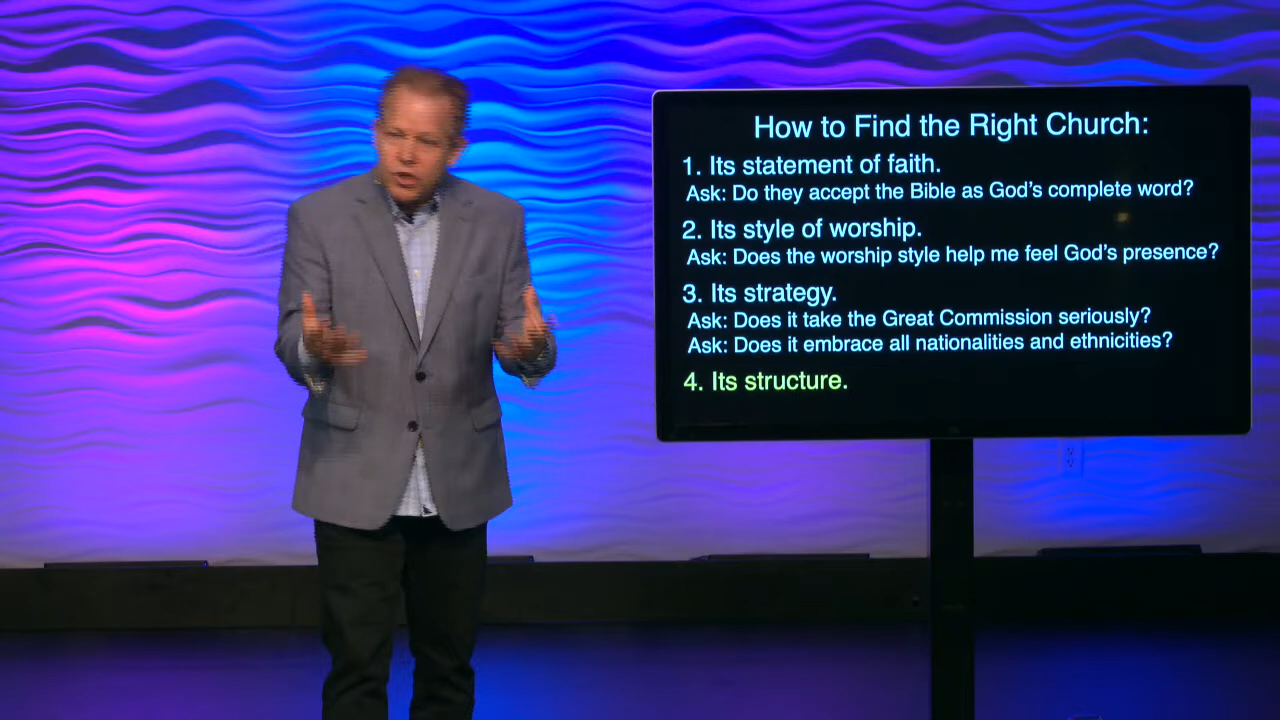 How to Find the Right Church:
1. Its statement of faith.
Ask: Do they accept the Bible as God's complete word?
2. Its style of worship.
Ask: Does the worship style help me feel God's presence?
3. Its strategy.
Ask: Does it take the Great Commission seriously?
Ask: Does it embrace all nationalities and ethnicities?
4. Its structure.